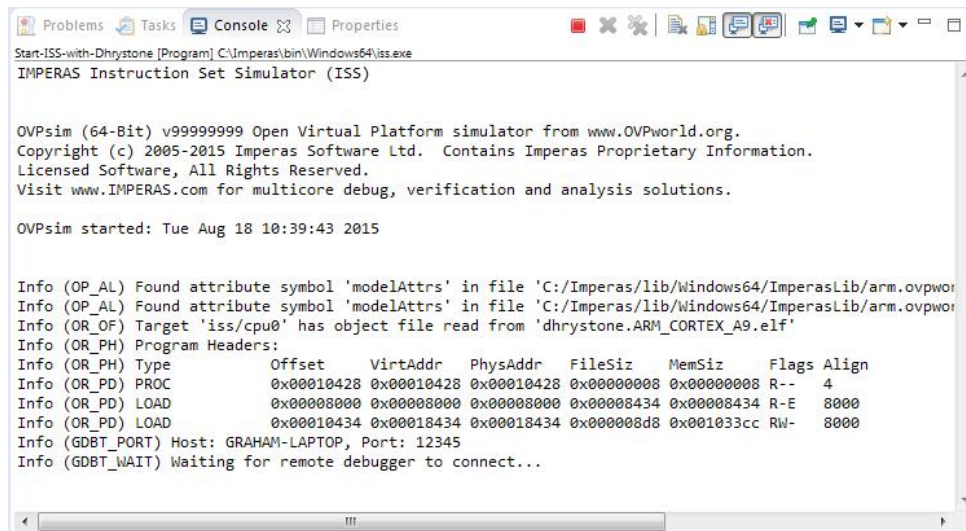 Problems Tasks Console Properties
Start-ISS-with-Dhrystone [Program] C:\Imperas\bin\Windows64\iss.exe
IMPERAS Instruction Set Simulator (ISS)
OVPsim (64-Bit) v99999999 Open Virtual Platform simulator from www.OVPworld.org.
Copyright (c) 2005-2015 Imperas Software Ltd.  Contains Imperas Proprietary Information.
Licensed Software, All Rights Reserved.
Visit www.IMPERAS.com for multicore debug, verification and analysis solutions.
OVPsim started: Tue Aug 18 10:39:43 2015
Info (OP_AL) Found attribute symbol 'modelAttrs' in file 'C:/Imperas/lib/Windows64/ImperasLib/arm.ovpwor
Info (OP_AL) Found attribute symbol 'modelAttrs' in file 'C:/Imperas/lib/Windows64/ImperasLib/arm.ovpwor
Info (OR_OF) Target 'iss/cpu0' has object file read from 'dhrystone.ARM_CORTEX_A9.elf'
Info (OR_PH) Program Headers:
Info (OR_PH) Type           Offset     VirtAddr   PhysAddr   FileSiz    MemSiz     Flags Align
Info (OR_PD) PROC           0x00010428 0x00010428 0x00010428 0x00000008 0x00000008 R--   4
Info (OR_PD) LOAD           0x00008000 0x00008000 0x00008000 0x00008434 0x00008434 R-E   8000
Info (OR_PD) LOAD           0x00010434 0x00018434 0x00018434 0x000008d8 0x001033cc RW-   8000
Info (GDBT_PORT) Host: GRAHAM-LAPTOP, Port: 12345
Info (GDBT_WAIT) Waiting for remote debugger to connect...